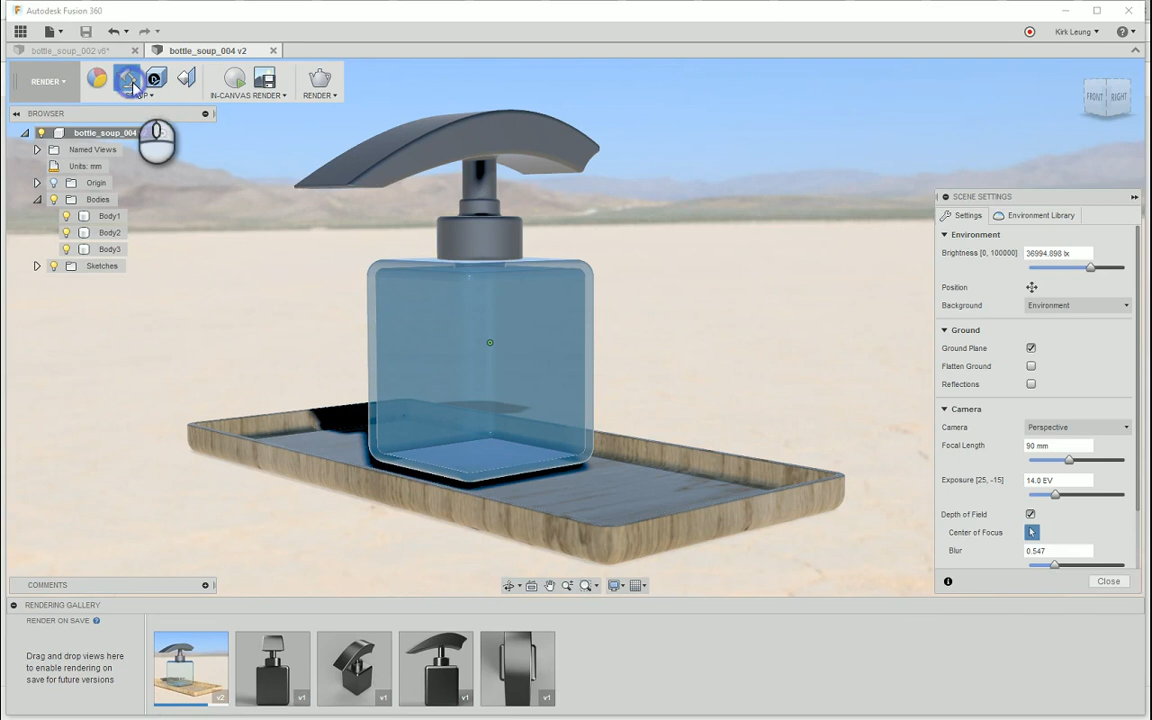 Autodesk Fusion 360
Kirk Leung
bottle_soup_002 v6*
bottle_soup_004 v2
RENDER
IN-CANVAS RENDER
RENDER
BROWSER
bottle_soup_004
Named Views
Units: mm
Origin
Bodies
Body1
Body2
Body3
Sketches
FRONT
RIGHT
SCENE SETTINGS
Settings
Environment Library
Environment
Brightness [0, 100000] 36994.898 lx
Position
Background Environment
Ground
Ground Plane
Flatten Ground
Reflections
Camera
Camera Perspective
Focal Length 90 mm
Exposure [25, -15] 14.0 EV
Depth of Field
Center of Focus
Blur 0.547
Close
COMMENTS
RENDERING GALLERY
RENDER ON SAVE
Drag and drop views here
to enable rendering on
save for future versions
v2
v1
v1
v1
v1